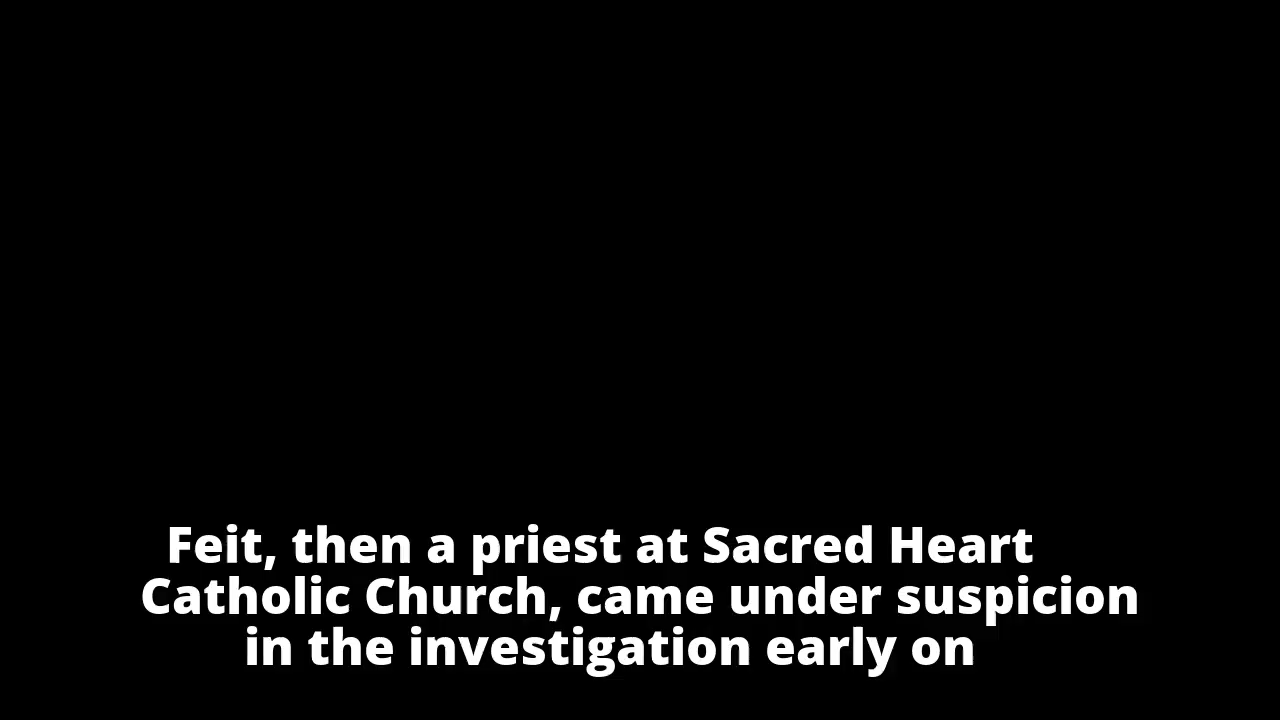 Feit, then a priest at Sacred Heart
Catholic Church, came under suspicion
in the investigation early on